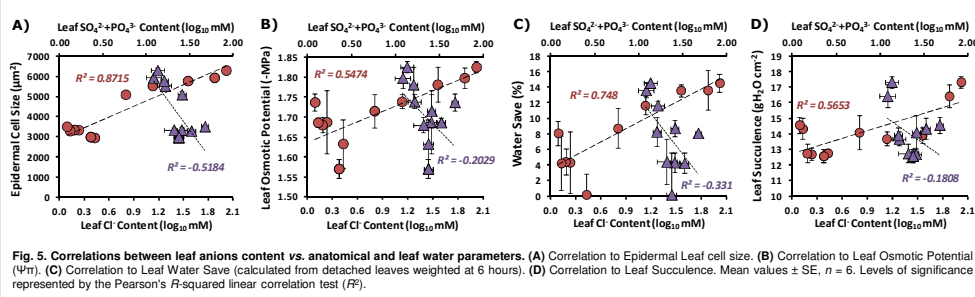 A)
Leaf SO₄²⁻+PO₄³⁻ Content (log₁₀ mM)
0.00 0.50 1.00 1.50 2.00
Epidermal Cell Size (µm²)
7000
6000
5000
4000
3000
2000
1000
0
R² = 0.8715
R² = -0.5184
0.0 0.3 0.6 0.9 1.2 1.5 1.8 2.1
Leaf Cl⁻ Content (log₁₀ mM)
B)
Leaf SO₄²⁻+PO₄³⁻ Content (log₁₀ mM)
0.00 0.50 1.00 1.50 2.00
Leaf Osmotic Potential (-MPa)
1.85
1.80
1.75
1.70
1.65
1.60
1.55
1.50
R² = 0.5474
R² = -0.2029
0.0 0.3 0.6 0.9 1.2 1.5 1.8 2.1
Leaf Cl⁻ Content (log₁₀ mM)
C)
Leaf SO₄²⁻+PO₄³⁻ Content (log₁₀ mM)
0.00 0.50 1.00 1.50 2.00
Water Save (%)
18
16
14
12
10
8
6
4
2
0
R² = 0.748
R² = -0.331
0.0 0.3 0.6 0.9 1.2 1.5 1.8 2.1
Leaf Cl⁻ Content (log₁₀ mM)
D)
Leaf SO₄²⁻+PO₄³⁻ Content (log₁₀ mM)
0.00 0.50 1.00 1.50 2.00
Leaf Succulence (gH₂O cm⁻²)
19
18
17
16
15
14
13
12
11
10
R² = 0.5653
R² = -0.1808
0.0 0.3 0.6 0.9 1.2 1.5 1.8 2.1
Leaf Cl⁻ Content (log₁₀ mM)
Fig. 5. Correlations between leaf anions content vs. anatomical and leaf water parameters. (A) Correlation to Epidermal Leaf cell size. (B) Correlation to Leaf Osmotic Potential
(Ψπ). (C) Correlation to Leaf Water Save (calculated from detached leaves weighted at 6 hours). (D) Correlation to Leaf Succulence. Mean values ± SE, n = 6. Levels of significance
represented by the Pearson's R-squared linear correlation test (R²).